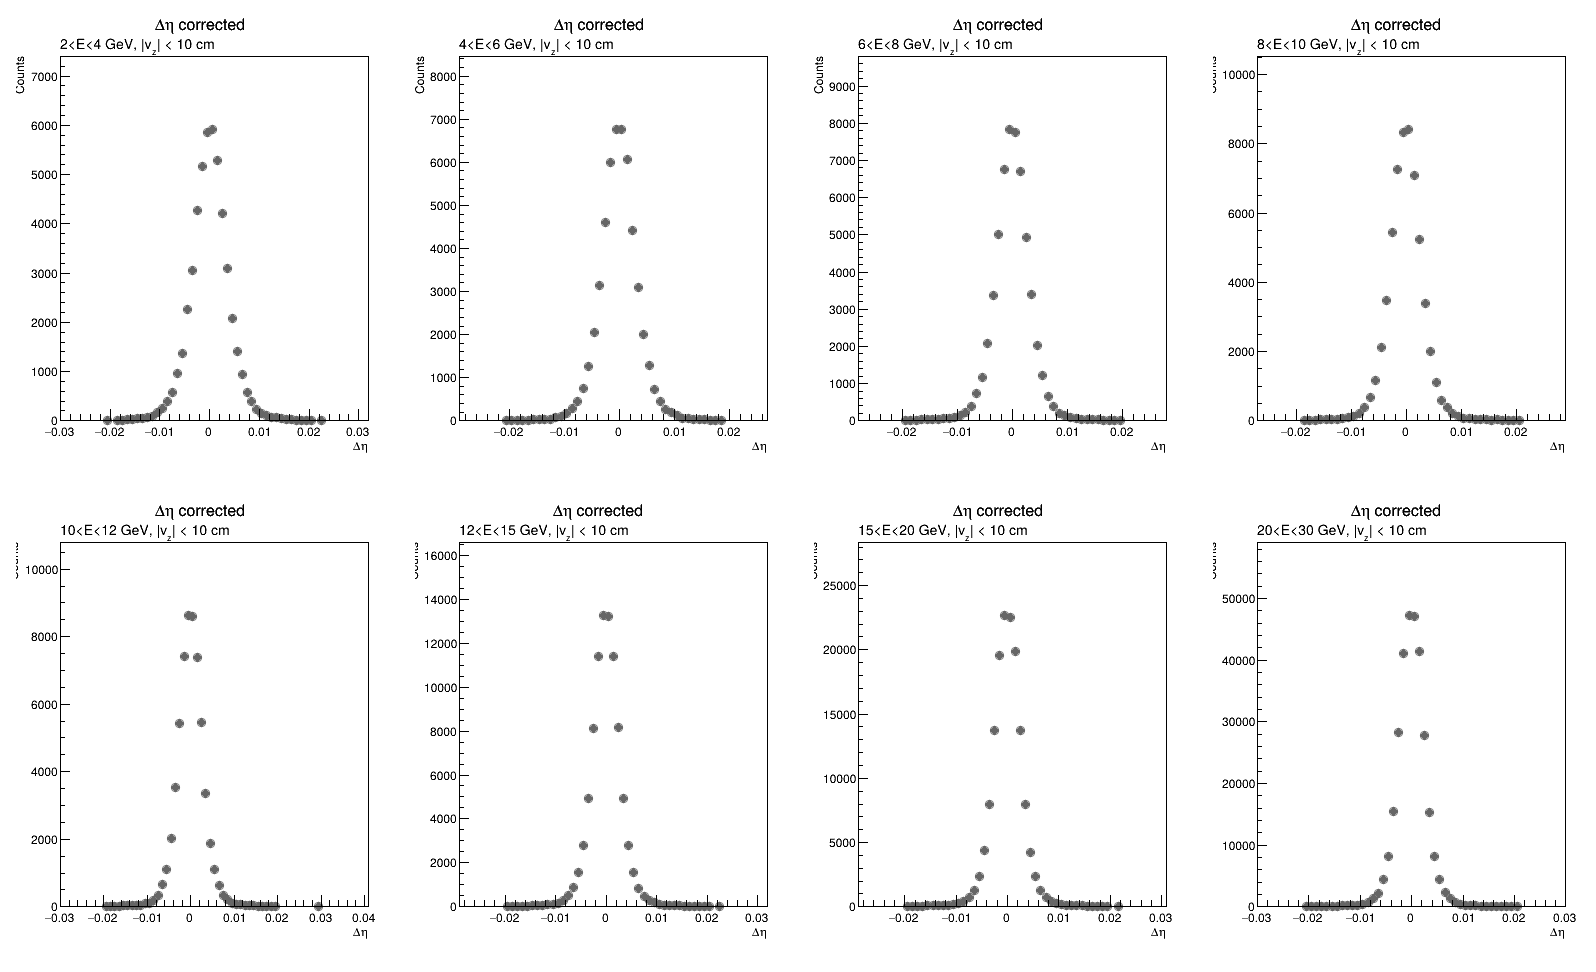 Δη corrected
2<E<4 GeV, |v_z| < 10 cm
Counts
7000
6000
5000
4000
3000
2000
1000
0
−0.03 −0.02 −0.01 0 0.01 0.02 0.03
Δη
Δη corrected
4<E<6 GeV, |v_z| < 10 cm
Counts
8000
7000
6000
5000
4000
3000
2000
1000
0
−0.02 −0.01 0 0.01 0.02
Δη
Δη corrected
6<E<8 GeV, |v_z| < 10 cm
Counts
9000
8000
7000
6000
5000
4000
3000
2000
1000
0
−0.02 −0.01 0 0.01 0.02
Δη
Δη corrected
8<E<10 GeV, |v_z| < 10 cm
Counts
10000
8000
6000
4000
2000
0
−0.02 −0.01 0 0.01 0.02
Δη
Δη corrected
10<E<12 GeV, |v_z| < 10 cm
Counts
10000
8000
6000
4000
2000
0
−0.03 −0.02 −0.01 0 0.01 0.02 0.03 0.04
Δη
Δη corrected
12<E<15 GeV, |v_z| < 10 cm
Counts
16000
14000
12000
10000
8000
6000
4000
2000
0
−0.02 −0.01 0 0.01 0.02 0.03
Δη
Δη corrected
15<E<20 GeV, |v_z| < 10 cm
Counts
25000
20000
15000
10000
5000
0
−0.02 −0.01 0 0.01 0.02 0.03
Δη
Δη corrected
20<E<30 GeV, |v_z| < 10 cm
Counts
50000
40000
30000
20000
10000
0
−0.03 −0.02 −0.01 0 0.01 0.02 0.03
Δη